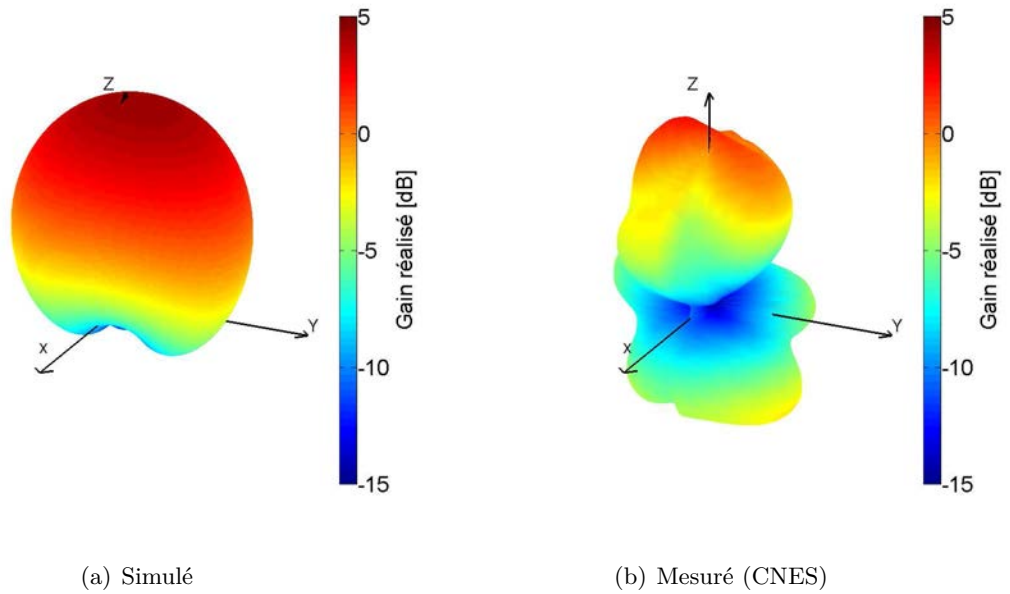 5
0
-5
-10
-15
Gain réalisé [dB]
Z
Y
x
5
0
-5
-10
-15
Gain réalisé [dB]
Z
Y
x
(a) Simulé
(b) Mesuré (CNES)